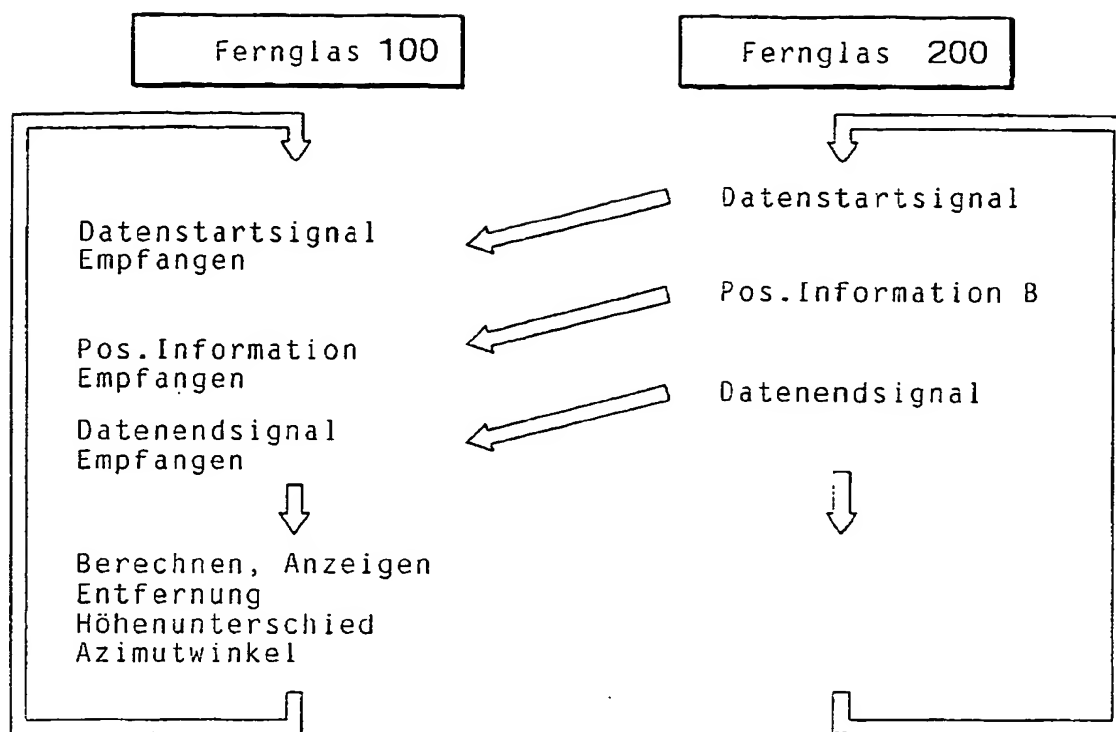 Fernglas 100
Fernglas 200
Datenstartsignal
Datenstartsignal
Empfangen
Pos.Information B
Pos.Information
Empfangen
Datenendsignal
Datenendsignal
Empfangen
Berechnen, Anzeigen
Entfernung
Höhenunterschied
Azimutwinkel